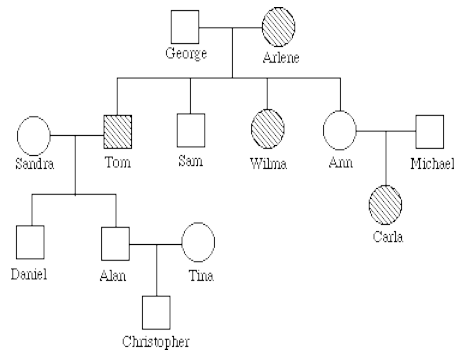 George
Arlene
Sandra
Tom
Sam
Wilma
Ann
Michael
Carla
Daniel
Alan
Tina
Christopher